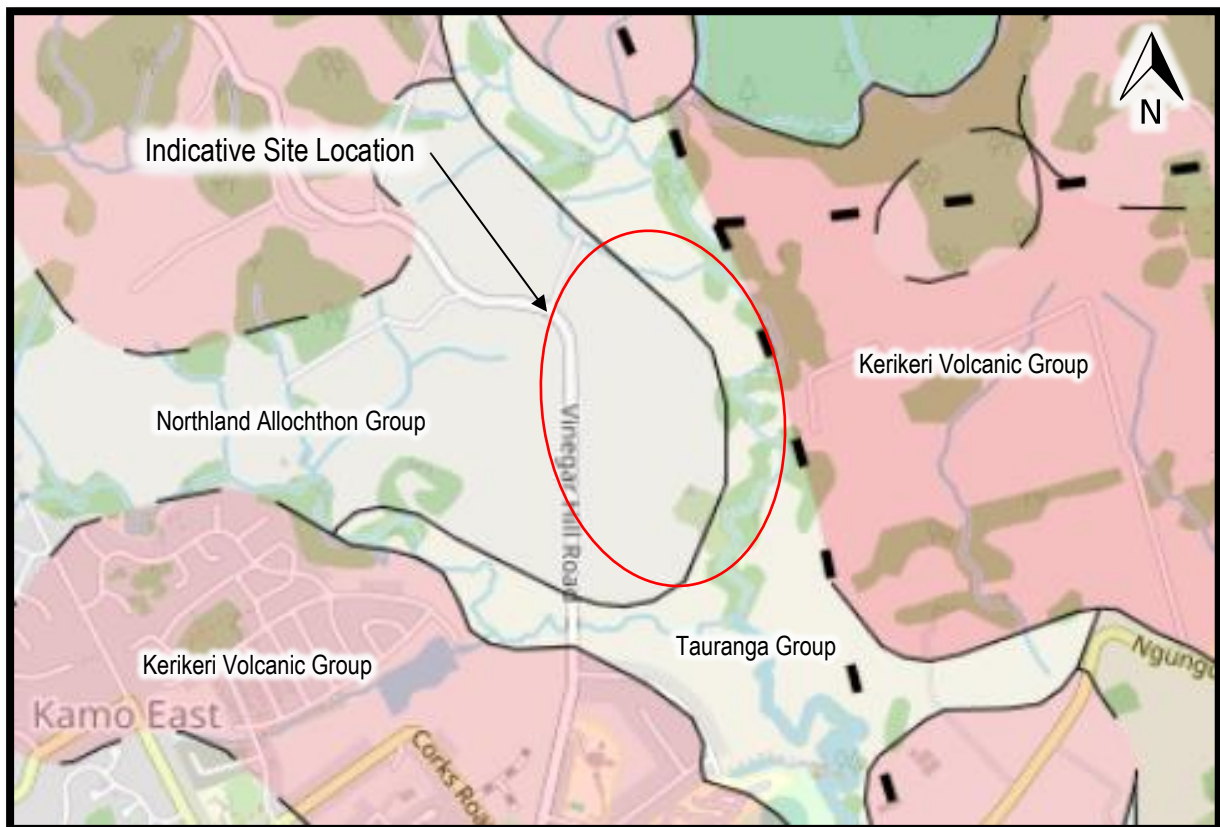 N
Indicative Site Location
Kerikeri Volcanic Group
Northland Allochthon Group
Vinegar Hill Road
Tauranga Group
Kerikeri Volcanic Group
Ngungu
Kamo East
Corks Road